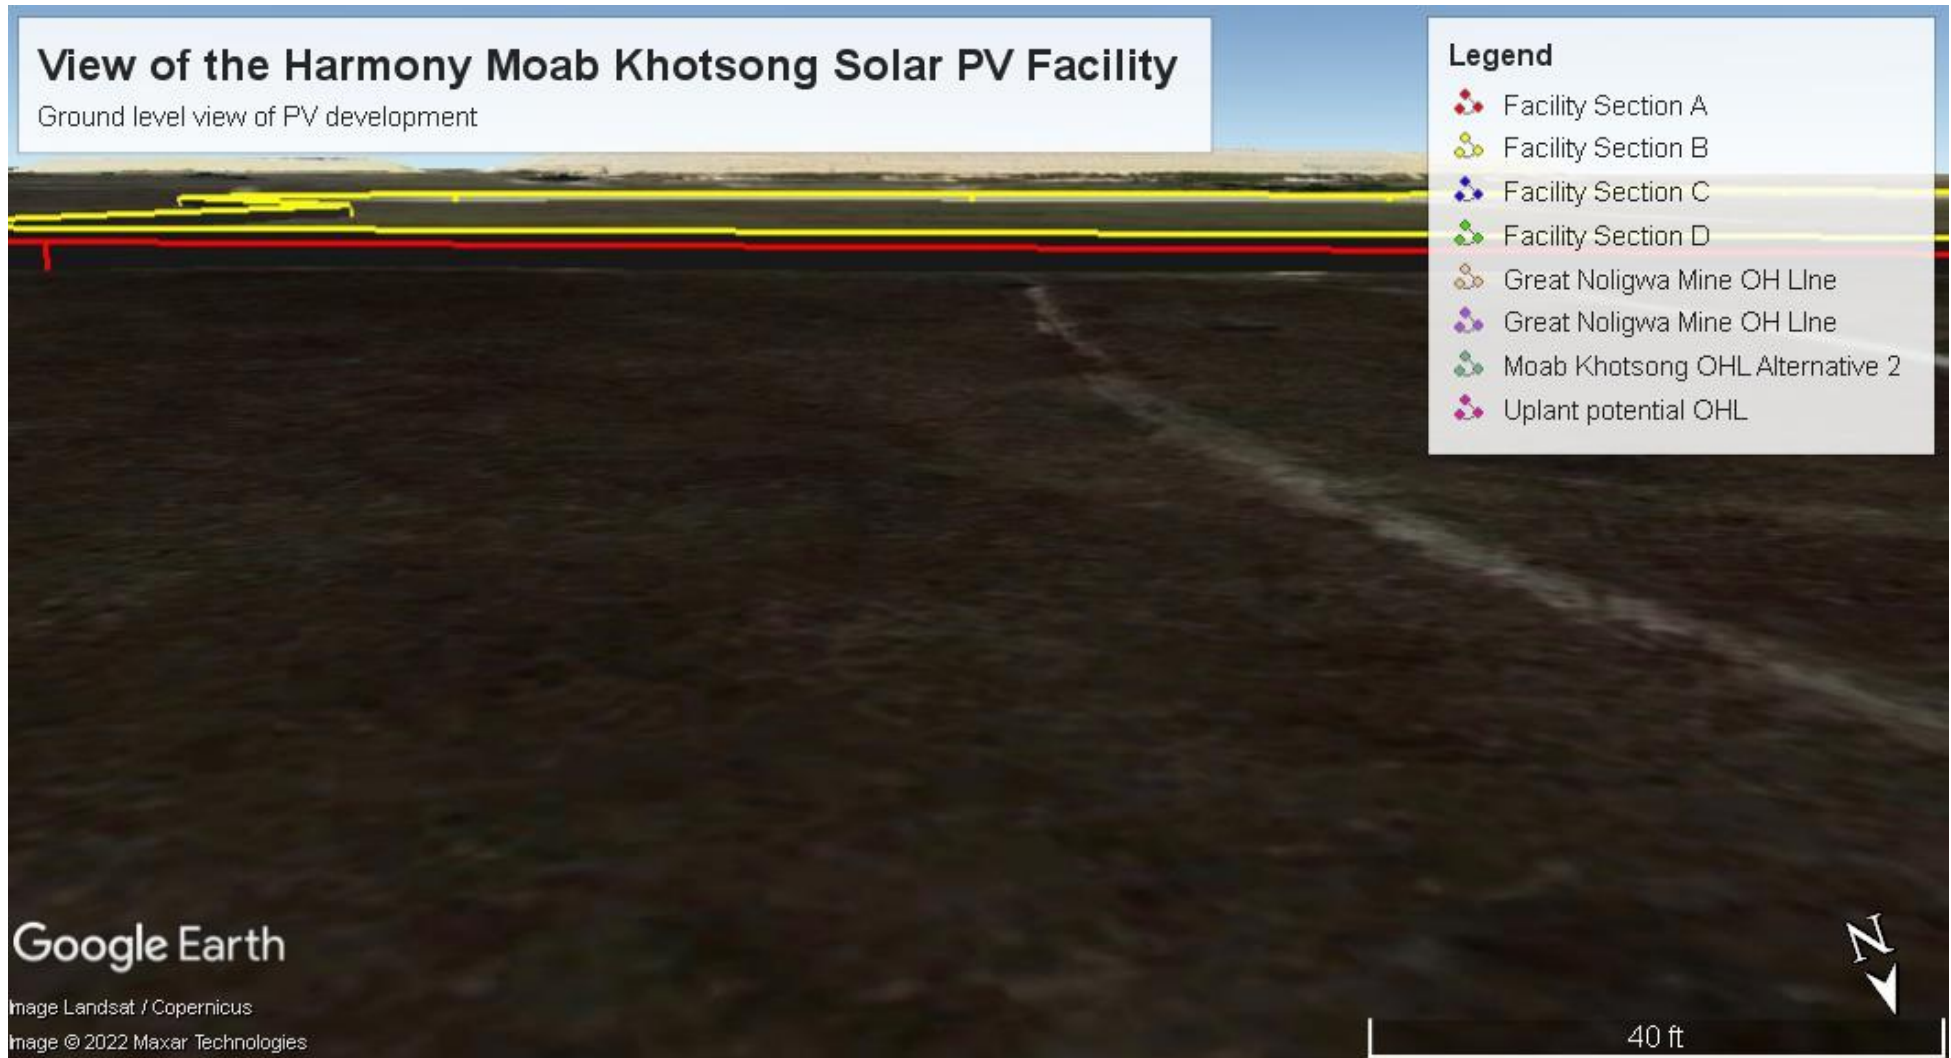 View of the Harmony Moab Khotsong Solar PV Facility
Ground level view of PV development
Legend
Facility Section A
Facility Section B
Facility Section C
Facility Section D
Great Noligwa Mine OH LIne
Great Noligwa Mine OH LIne
Moab Khotsong OHL Alternative 2
Uplant potential OHL
Google Earth
Image Landsat / Copernicus
Image © 2022 Maxar Technologies
N
40 ft